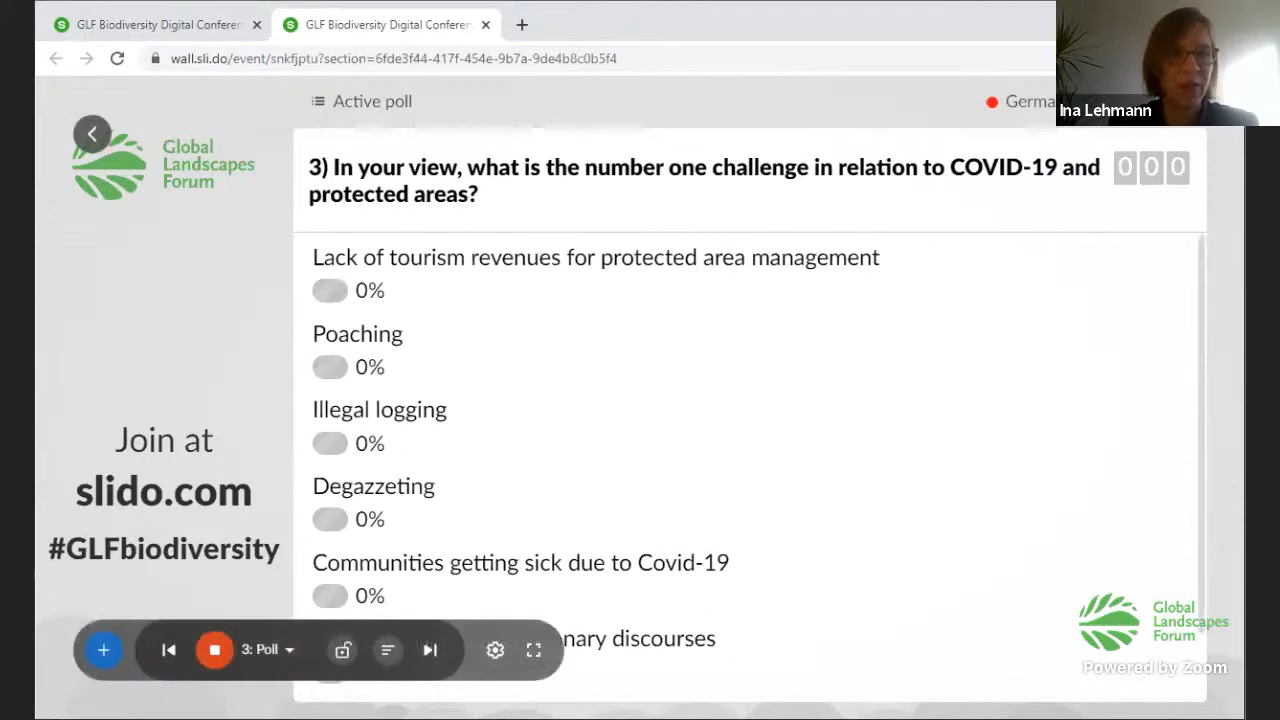 GLF Biodiversity Digital Conferen
GLF Biodiversity Digital Conferen
wall.sli.do/event/snkfjptu?section=6fde3f44-417f-454e-9b7a-9de4b8c0b5f4
Ina Lehmann
Active poll
Germa
Global
Landscapes
Forum
3) In your view, what is the number one challenge in relation to COVID-19 and
protected areas?
000
Lack of tourism revenues for protected area management
0%
Poaching
0%
Illegal logging
0%
Degazzeting
0%
Communities getting sick due to Covid-19
0%
nary discourses
Join at
slido.com
#GLFbiodiversity
3: Poll
Global
Landscapes
Forum
Powered by Zoom